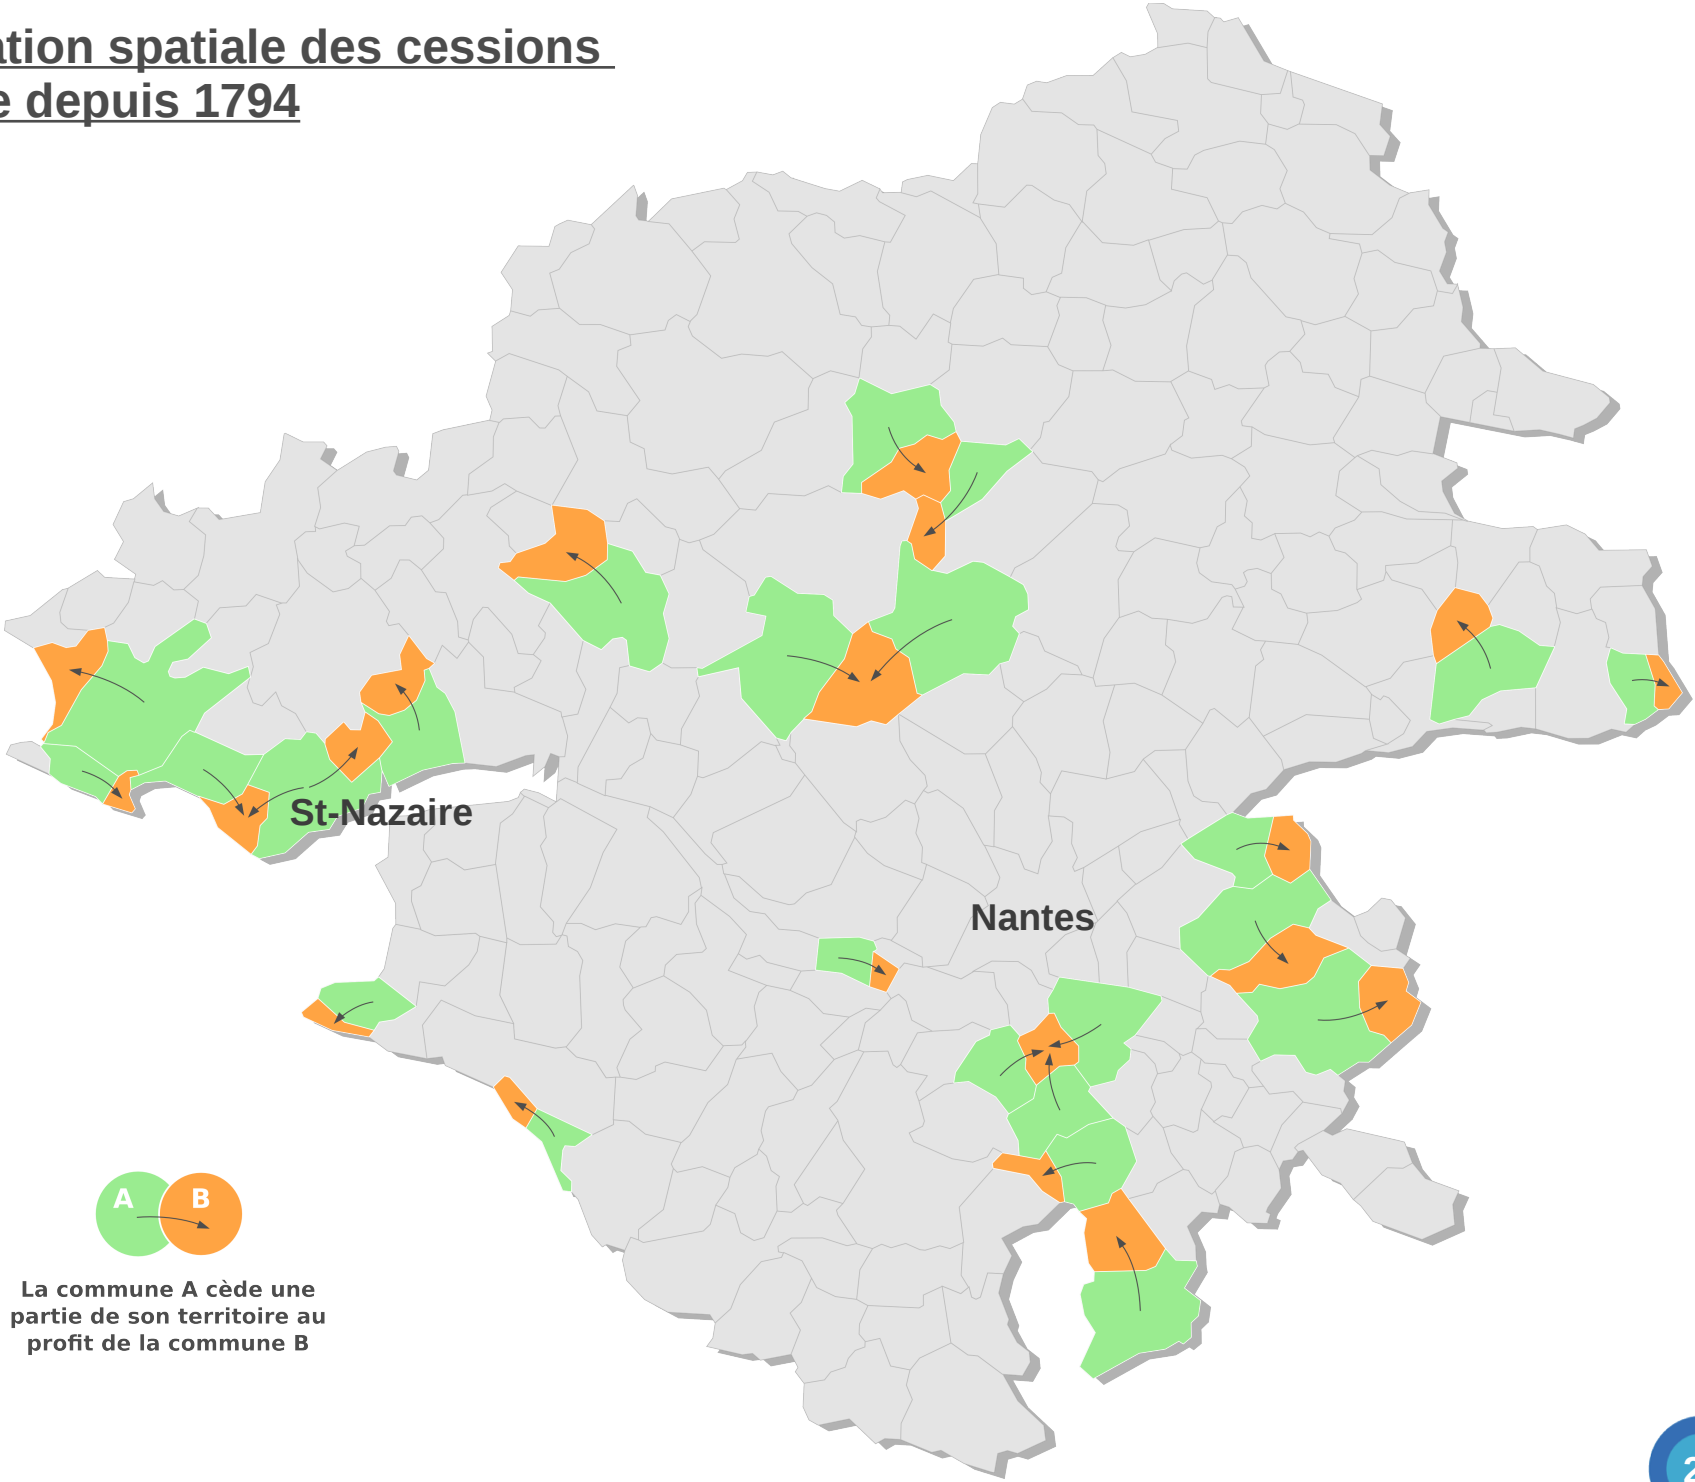 ation spatiale des cessions
e depuis 1794
St-Nazaire
Nantes
A B
La commune A cède une
partie de son territoire au
profit de la commune B
2